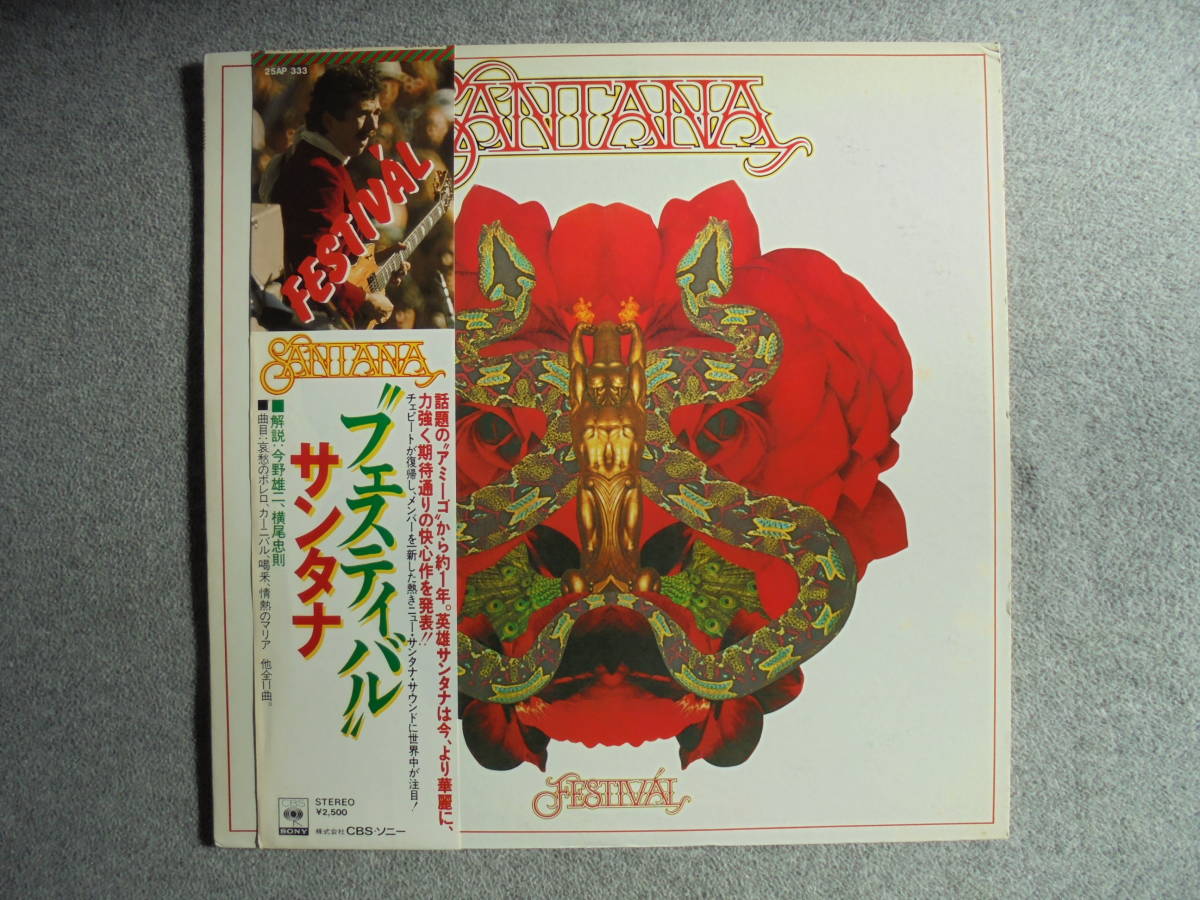 25AP 333
SANTANA
FESTIVÁL
SANTANA
話題の"アミーゴ"から約1年。英雄サンタナは今、より華麗に、
力強く期待通りの快心作を発表!!
チェピートが復帰し、メンバーを一新した熱きニュー・サンタナ・サウンドに世界中が注目!
"フェスティバル"
サンタナ
■解説:今野雄二、横尾忠則
■曲目:哀愁のボレロ、カーニバル、喝采、情熱のマリア 他全11曲。
CBS
SONY
STEREO
¥2,500
株式会社CBS・ソニー
FESTIVÁL